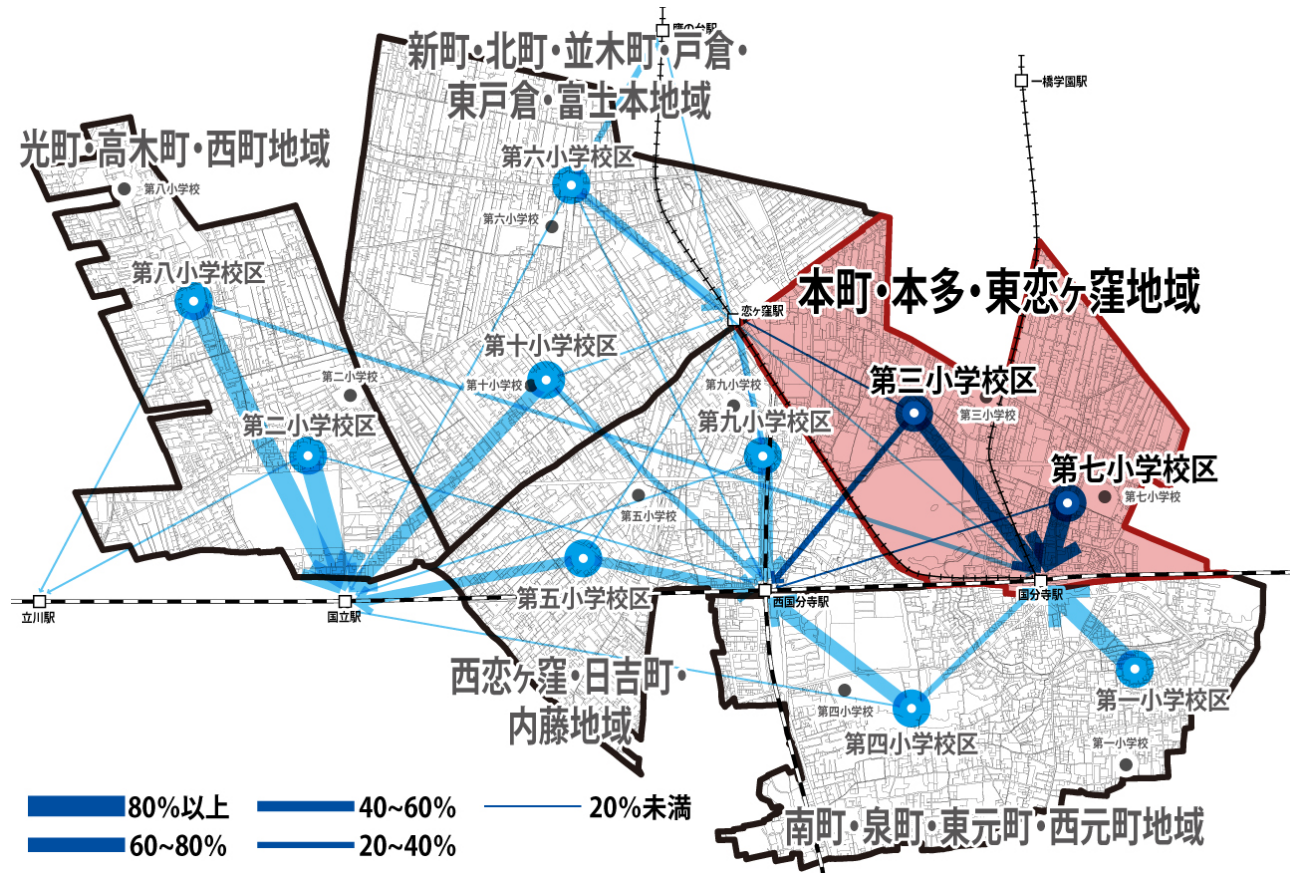 鷹の台駅
新町・北町・並木町・戸倉・
東戸倉・富士本地域
一橋学園駅
光町・高木町・西町地域
第六小学校区
第八小学校
第六小学校
第八小学校区
本町・本多・東恋ヶ窪地域
恋ヶ窪駅
第十小学校区
第二小学校
第十小学校
第九小学校
第三小学校区
第三小学校
第二小学校区
第九小学校区
第七小学校区
第七小学校
第五小学校
第五小学校区
立川駅
国立駅
西国分寺駅
国分寺駅
西恋ヶ窪・日吉町・
内藤地域
第四小学校
第一小学校区
第四小学校区
第一小学校
80%以上
40~60%
20%未満
60~80%
20~40%
南町・泉町・東元町・西元町地域